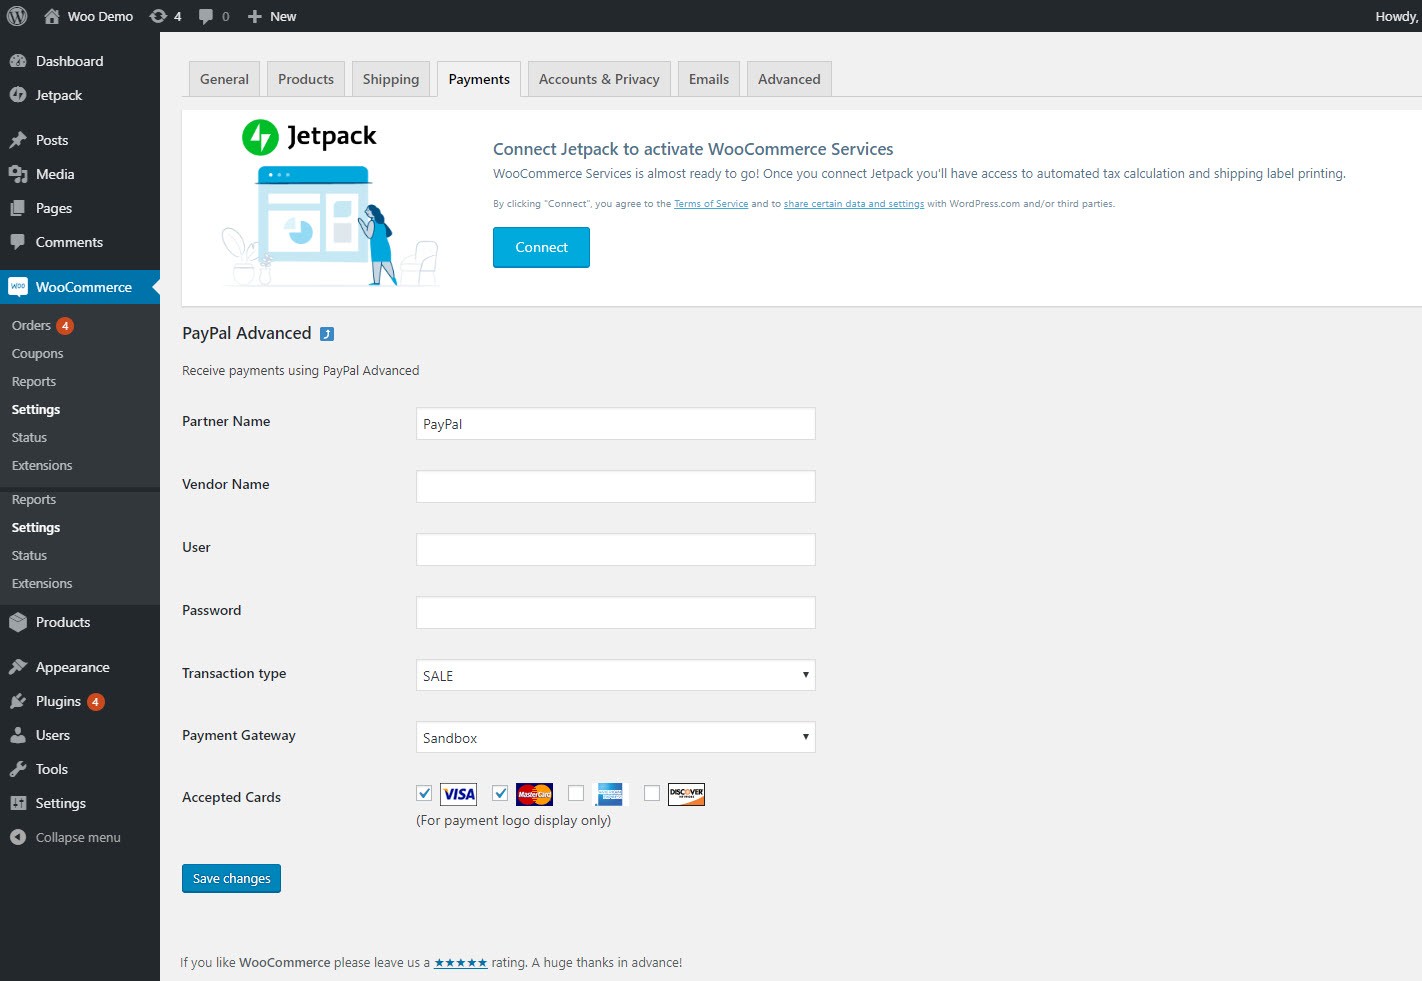 Woo Demo 4 0 New Howdy,
Dashboard
Jetpack
Posts
Media
Pages
Comments
WOO WooCommerce
Orders 4
Coupons
Reports
Settings
Status
Extensions
Reports
Settings
Status
Extensions
Products
Appearance
Plugins 4
Users
Tools
Settings
Collapse menu
General Products Shipping Payments Accounts & Privacy Emails Advanced
Jetpack
Connect Jetpack to activate WooCommerce Services
WooCommerce Services is almost ready to go! Once you connect Jetpack you'll have access to automated tax calculation and shipping label printing.
By clicking "Connect", you agree to the Terms of Service and to share certain data and settings with WordPress.com and/or third parties.
Connect
PayPal Advanced
Receive payments using PayPal Advanced
Partner Name PayPal
Vendor Name
User
Password
Transaction type SALE
Payment Gateway Sandbox
Accepted Cards VISA MasterCard DISCOVER
(For payment logo display only)
Save changes
If you like WooCommerce please leave us a ★★★★★ rating. A huge thanks in advance!